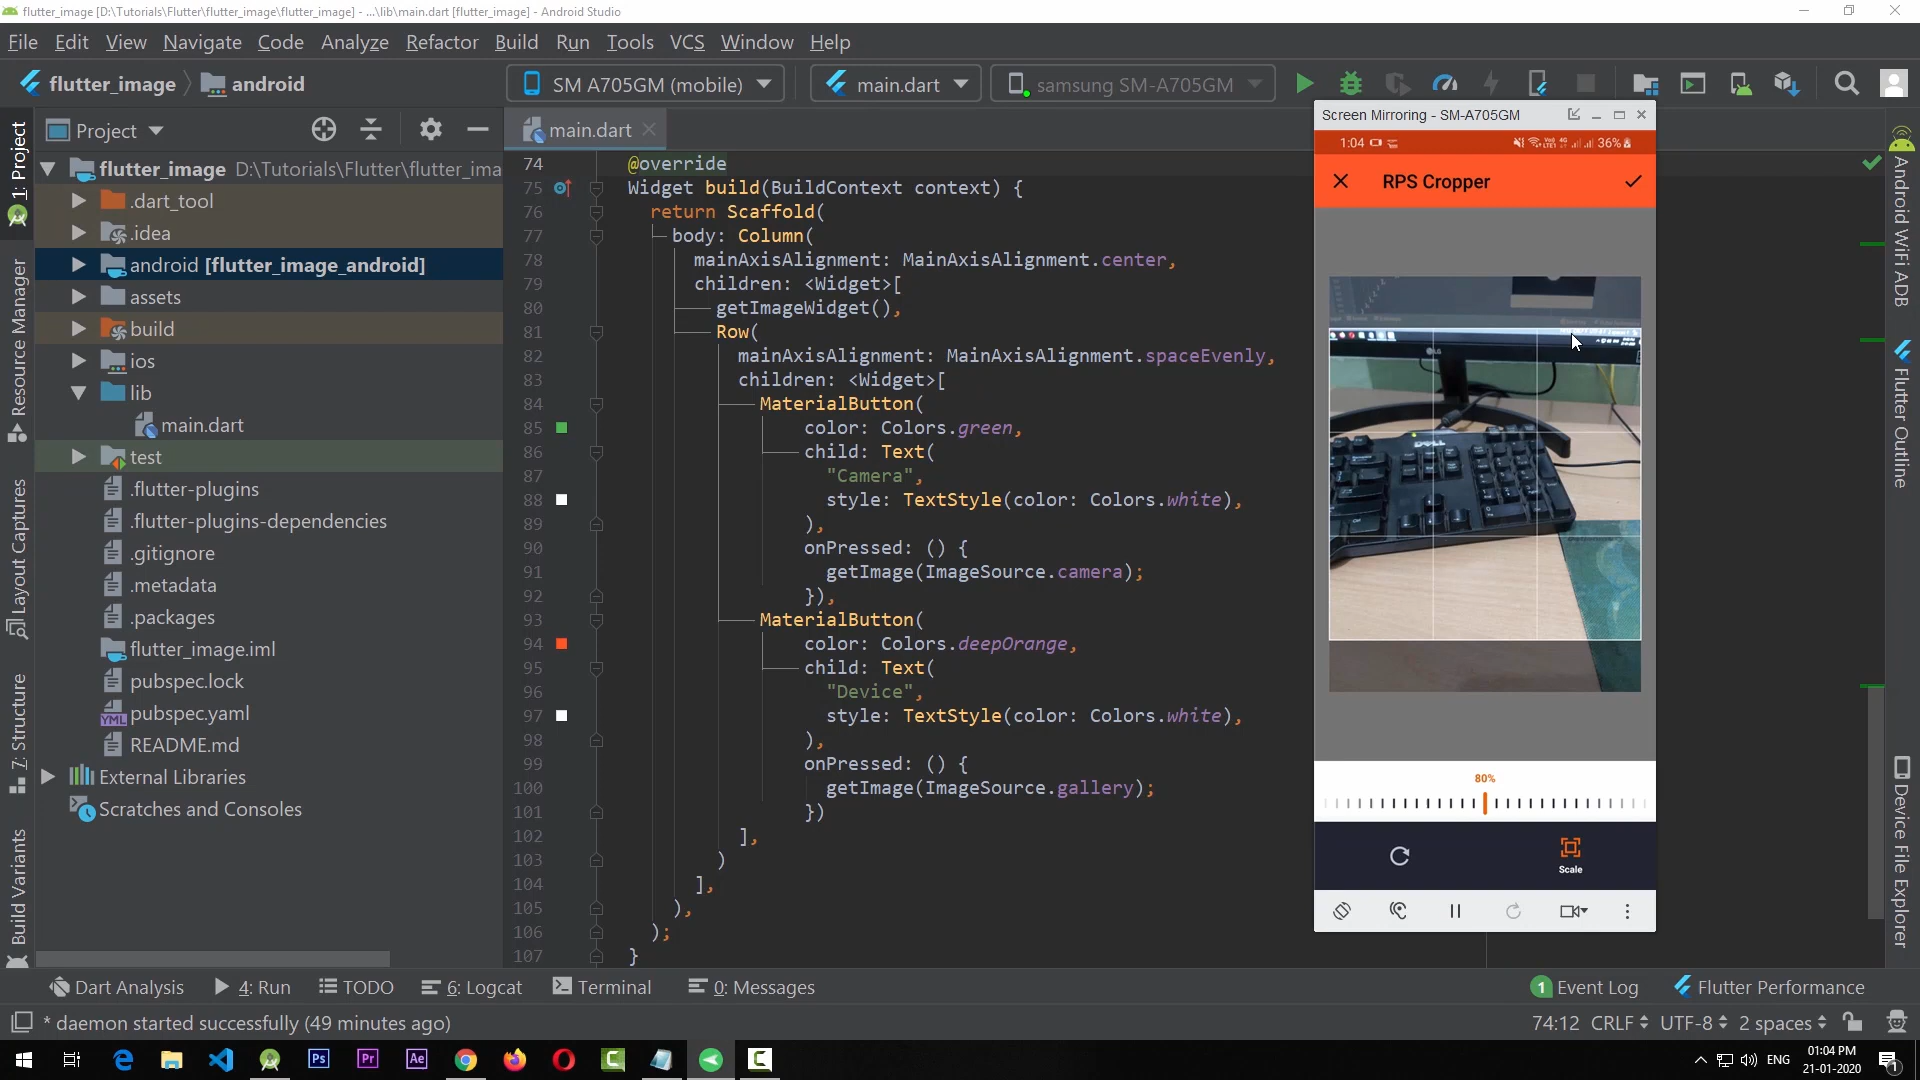 flutter_image [D:\Tutorials\Flutter\flutter_image\flutter_image] - ...\lib\main.dart [flutter_image] - Android Studio
File Edit View Navigate Code Analyze Refactor Build Run Tools VCS Window Help
flutter_image android SM A705GM (mobile) main.dart samsung SM-A705GM
Project main.dart
flutter_image D:\Tutorials\Flutter\flutter_ima
.dart_tool
.idea
android [flutter_image_android]
assets
build
ios
lib
main.dart
test
.flutter-plugins
.flutter-plugins-dependencies
.gitignore
.metadata
.packages
flutter_image.iml
pubspec.lock
YML pubspec.yaml
README.md
External Libraries
Scratches and Consoles
1: Project
Resource Manager
Layout Captures
7: Structure
Build Variants
74 @override
75 Widget build(BuildContext context) {
76 return Scaffold(
77 body: Column(
78 mainAxisAlignment: MainAxisAlignment.center,
79 children: <Widget>[
80 getImageWidget(),
81 Row(
82 mainAxisAlignment: MainAxisAlignment.spaceEvenly,
83 children: <Widget>[
84 MaterialButton(
85 color: Colors.green,
86 child: Text(
87 "Camera",
88 style: TextStyle(color: Colors.white),
89 ),
90 onPressed: () {
91 getImage(ImageSource.camera);
92 }),
93 MaterialButton(
94 color: Colors.deepOrange,
95 child: Text(
96 "Device",
97 style: TextStyle(color: Colors.white),
98 ),
99 onPressed: () {
100 getImage(ImageSource.gallery);
101 })
102 ],
103 )
104 ],
105 ),
106 );
107 }
Screen Mirroring - SM-A705GM
1:04 36%
RPS Cropper
LG
DELL
80%
Scale
Android WiFi ADB
Flutter Outline
Device File Explorer
Dart Analysis 4: Run TODO 6: Logcat Terminal 0: Messages 1 Event Log Flutter Performance
* daemon started successfully (49 minutes ago) 74:12 CRLF UTF-8 2 spaces
Ps Pr Ae ENG 01:04 PM
21-01-2020
1